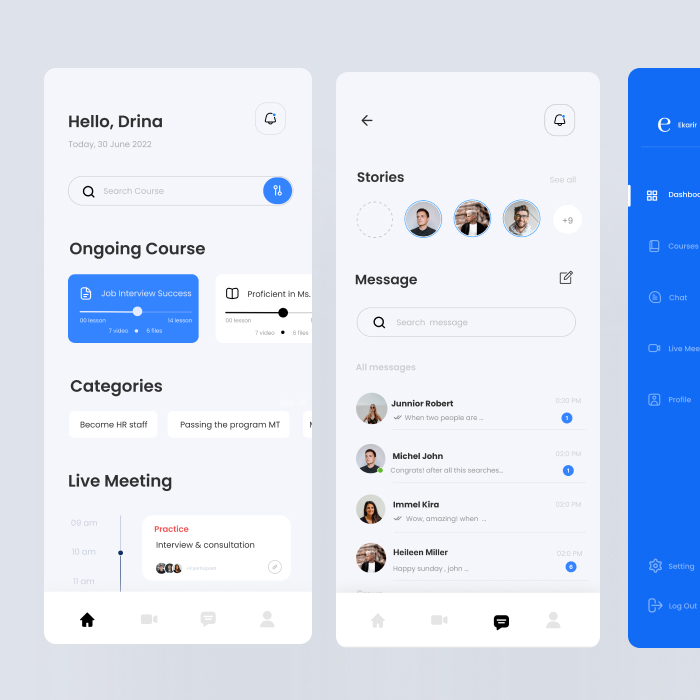 Hello, Drina
Today, 30 June 2022
Search Course
Ongoing Course
Job Interview Success
00 lesson
14 lesson
7 video
8 files
Proficient in Ms.
00 lesson
7 video
9 files
Categories
Become HR staff
Passing the program MT
Live Meeting
09 am
10 am
11 am
Practice
Interview & consultation
Stories
See all
+9
Message
Search message
All messages
Junnior Robert
0:30 PM
When two people are ...
1
Michel John
02:0 PM
Congrats! after all this searches...
1
Immel Kira
02:0 PM
Wow, amazing! when ...
Heileen Miller
02:0 PM
Happy sunday , john ...
6
Ekarir
Dashboa
Courses
Chat
Live Mee
Profile
Setting
Log Out